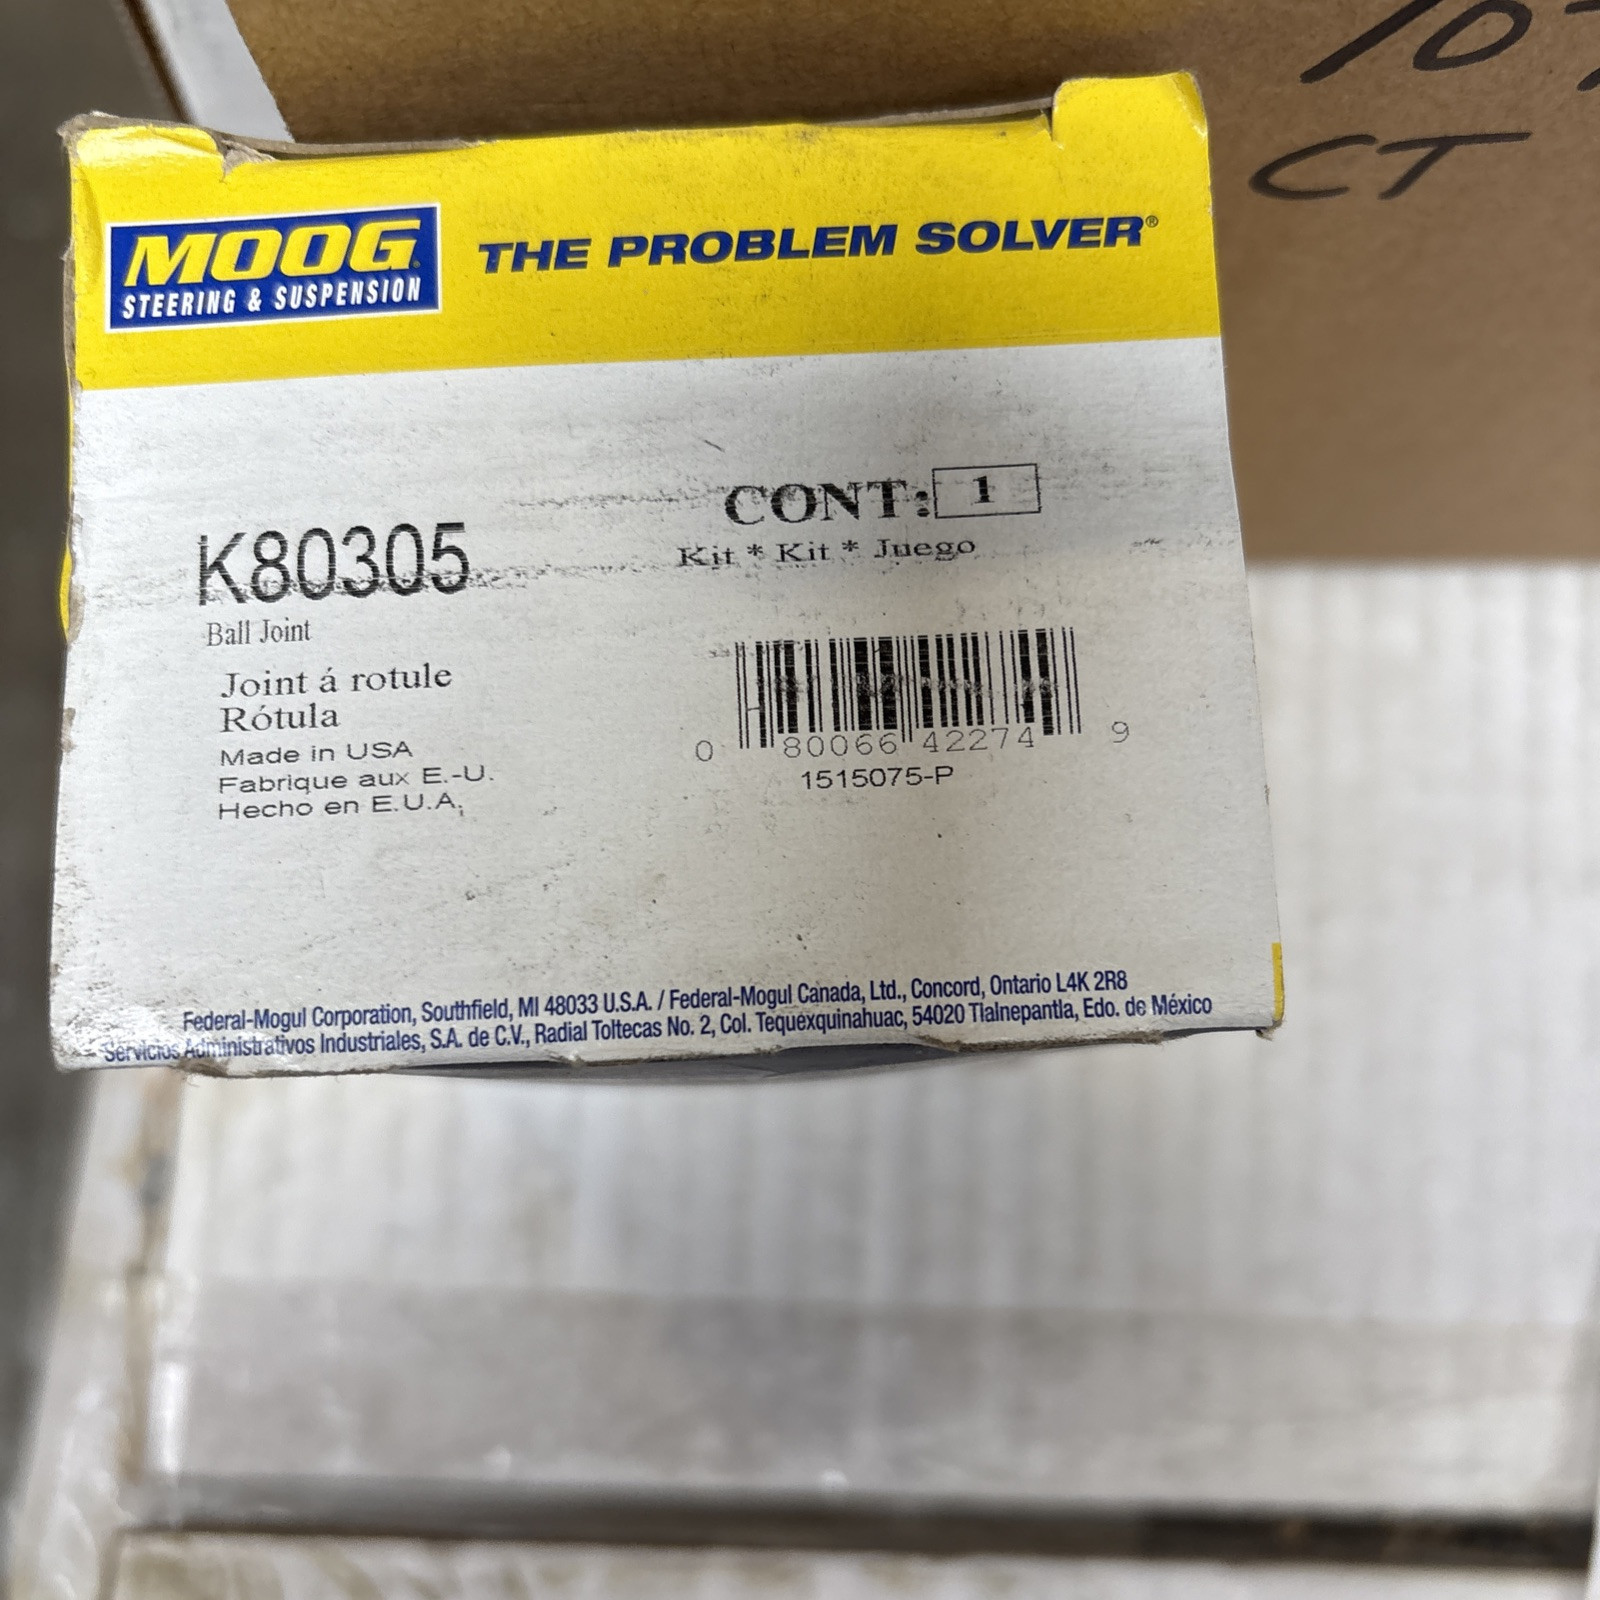 107
CT
MOOG®
STEERING & SUSPENSION
THE PROBLEM SOLVER®
CONT: 1
Kit * Kit * Juego
K80305
Ball Joint
Joint á rotule
Rótula
Made in USA
Fabrique aux E.-U.
Hecho en E.U.A.
0 80066 42274 9
1515075-P
Federal-Mogul Corporation, Southfield, MI 48033 U.S.A. / Federal-Mogul Canada, Ltd., Concord, Ontario L4K 2R8
Servicios Administrativos Industriales, S.A. de C.V., Radial Toltecas No. 2, Col. Tequexquinahuac, 54020 Tlalnepantla, Edo. de México